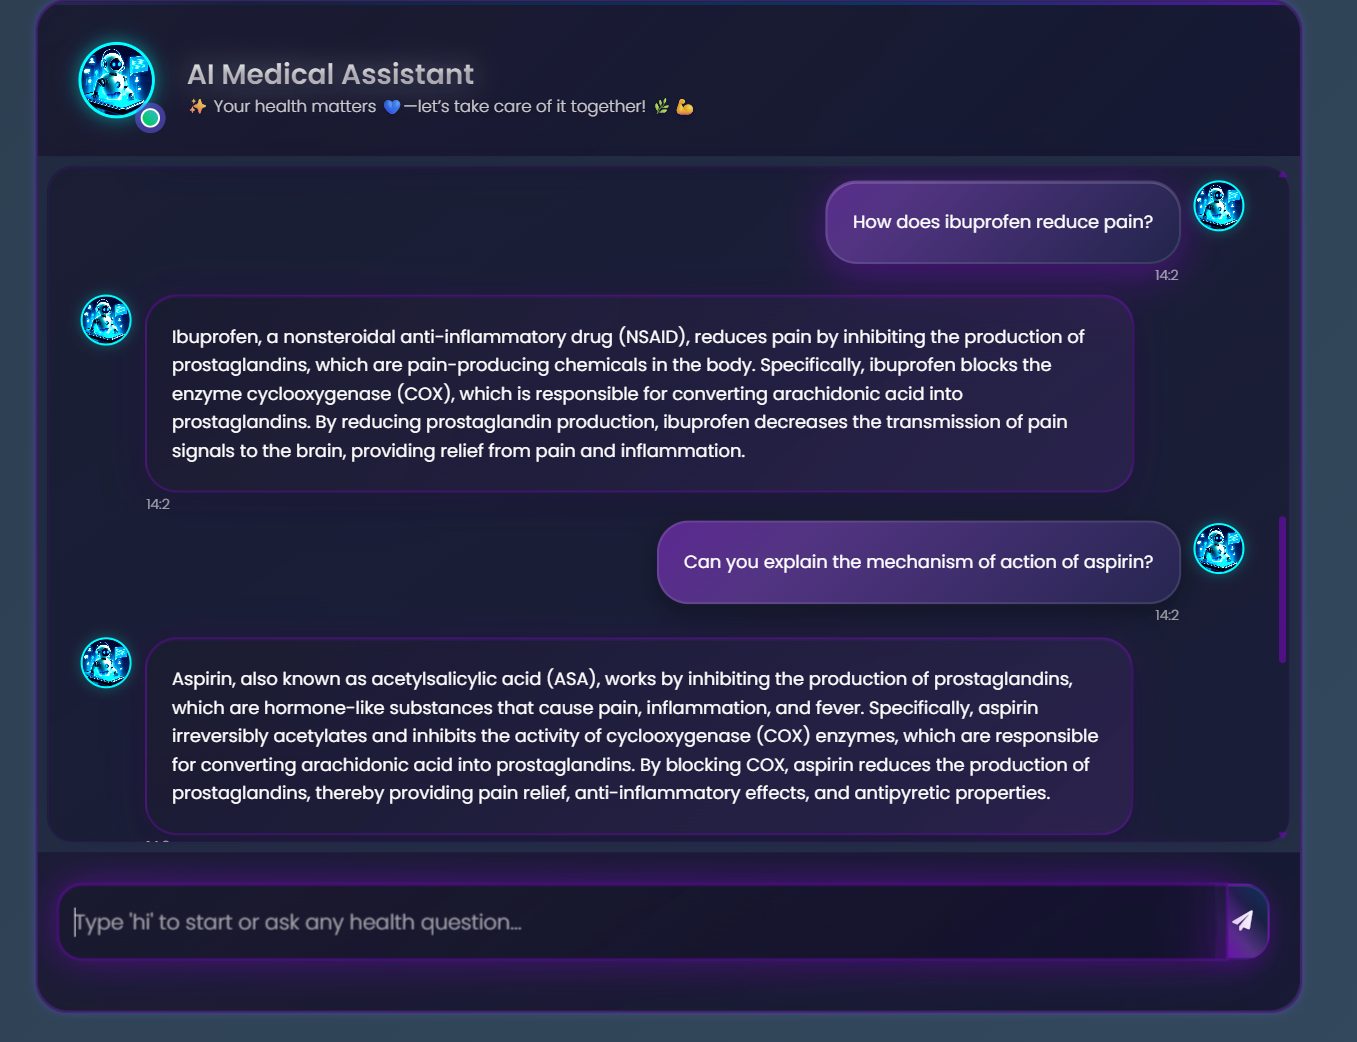 AI Medical Assistant
✨ Your health matters 💙—let's take care of it together! 🌿 💪
How does ibuprofen reduce pain?
14:2
Ibuprofen, a nonsteroidal anti-inflammatory drug (NSAID), reduces pain by inhibiting the production of
prostaglandins, which are pain-producing chemicals in the body. Specifically, ibuprofen blocks the
enzyme cyclooxygenase (COX), which is responsible for converting arachidonic acid into
prostaglandins. By reducing prostaglandin production, ibuprofen decreases the transmission of pain
signals to the brain, providing relief from pain and inflammation.
14:2
Can you explain the mechanism of action of aspirin?
14:2
Aspirin, also known as acetylsalicylic acid (ASA), works by inhibiting the production of prostaglandins,
which are hormone-like substances that cause pain, inflammation, and fever. Specifically, aspirin
irreversibly acetylates and inhibits the activity of cyclooxygenase (COX) enzymes, which are responsible
for converting arachidonic acid into prostaglandins. By blocking COX, aspirin reduces the production of
prostaglandins, thereby providing pain relief, anti-inflammatory effects, and antipyretic properties.
Type 'hi' to start or ask any health question...